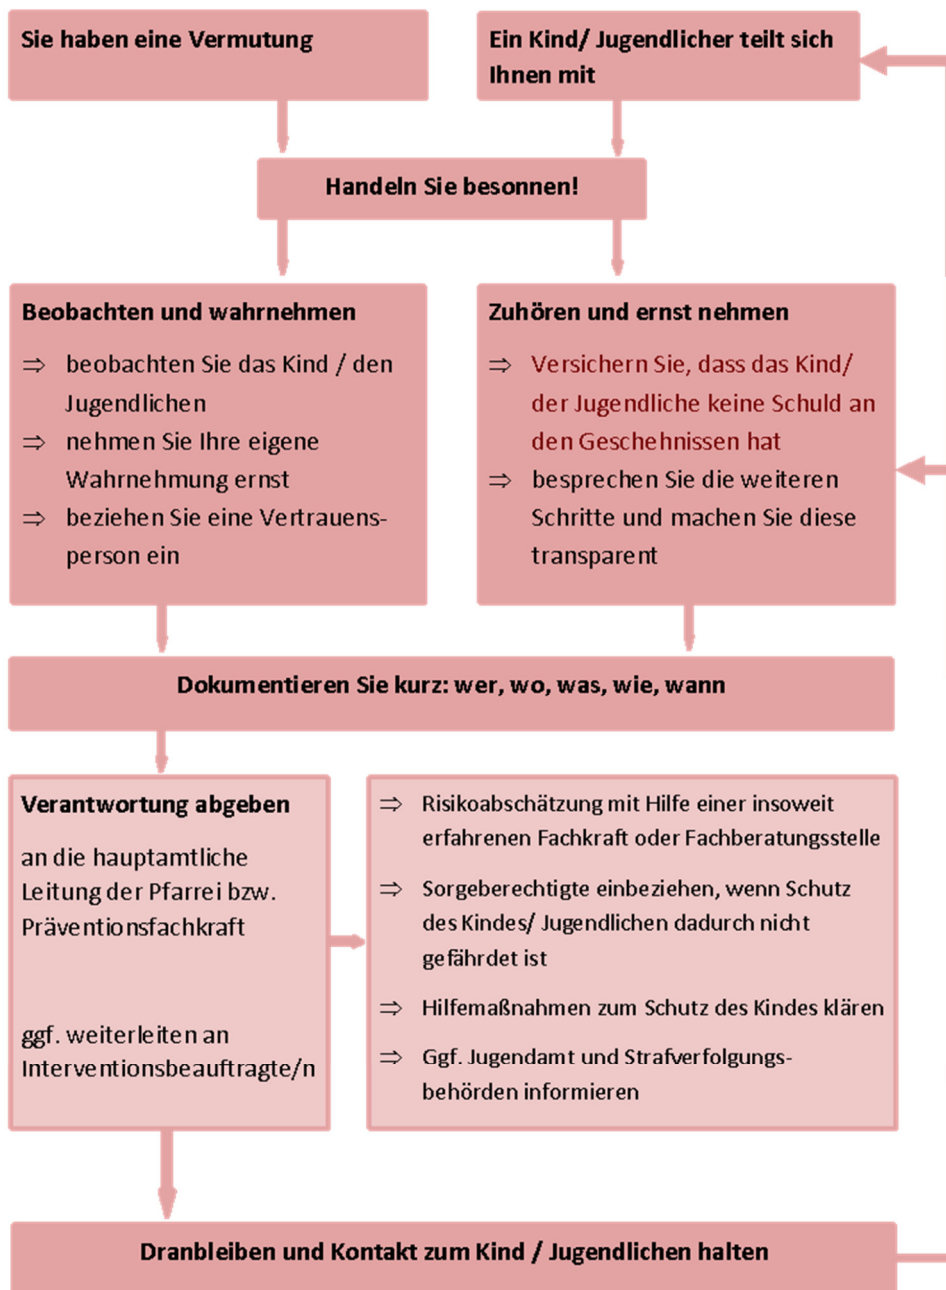 Sie haben eine Vermutung
Ein Kind/ Jugendlicher teilt sich
Ihnen mit
Handeln Sie besonnen!
Beobachten und wahrnehmen
⇒ beobachten Sie das Kind / den
Jugendlichen
⇒ nehmen Sie Ihre eigene
Wahrnehmung ernst
⇒ beziehen Sie eine Vertrauens-
person ein
Zuhören und ernst nehmen
⇒ Versichern Sie, dass das Kind/
der Jugendliche keine Schuld an
den Geschehnissen hat
⇒ besprechen Sie die weiteren
Schritte und machen Sie diese
transparent
Dokumentieren Sie kurz: wer, wo, was, wie, wann
Verantwortung abgeben
an die hauptamtliche
Leitung der Pfarrei bzw.
Präventionsfachkraft
ggf. weiterleiten an
Interventionsbeauftragte/n
⇒ Risikoabschätzung mit Hilfe einer insoweit
erfahrenen Fachkraft oder Fachberatungsstelle
⇒ Sorgeberechtigte einbeziehen, wenn Schutz
des Kindes/ Jugendlichen dadurch nicht
gefährdet ist
⇒ Hilfemaßnahmen zum Schutz des Kindes klären
⇒ Ggf. Jugendamt und Strafverfolgungs-
behörden informieren
Dranbleiben und Kontakt zum Kind / Jugendlichen halten